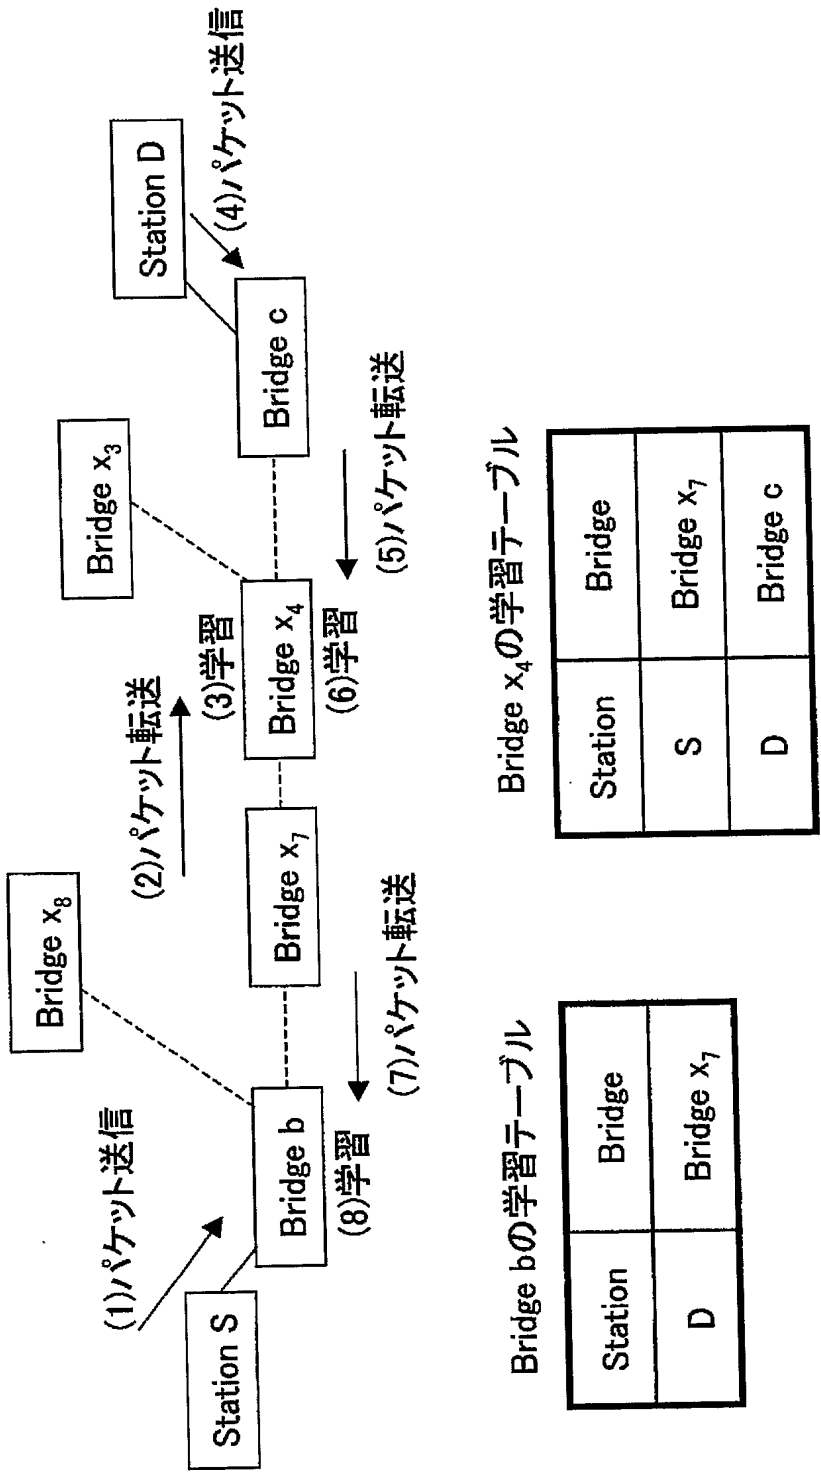 (1)パケット送信
Station S
Bridge b
(8)学習
Bridge x8
(2)パケット転送
Bridge x7
(7)パケット転送
(3)学習
Bridge x4
(6)学習
Bridge x3
(5)パケット転送
Bridge c
Station D
(4)パケット送信
Bridge bの学習テーブル
Station Bridge
D Bridge x7
Bridge x4の学習テーブル
Station Bridge
S Bridge x7
D Bridge c